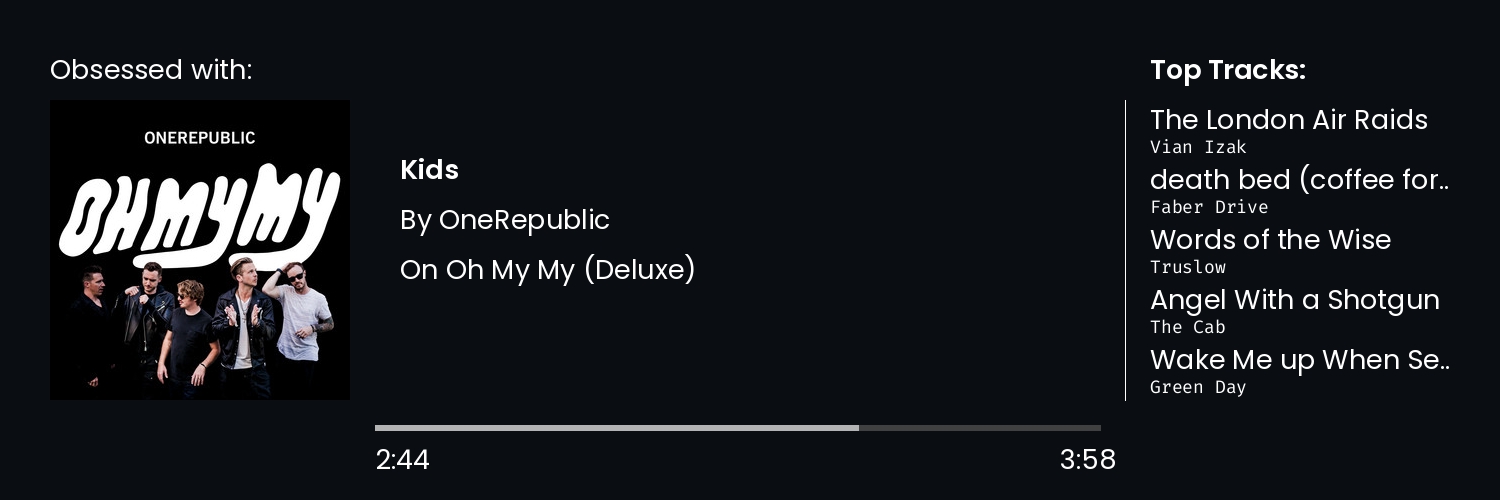 Obsessed with:
ONEREPUBLIC
OH MY MY
Kids
By OneRepublic
On Oh My My (Deluxe)
2:44
3:58
Top Tracks:
The London Air Raids
Vian Izak
death bed (coffee for..
Faber Drive
Words of the Wise
Truslow
Angel With a Shotgun
The Cab
Wake Me up When Se..
Green Day